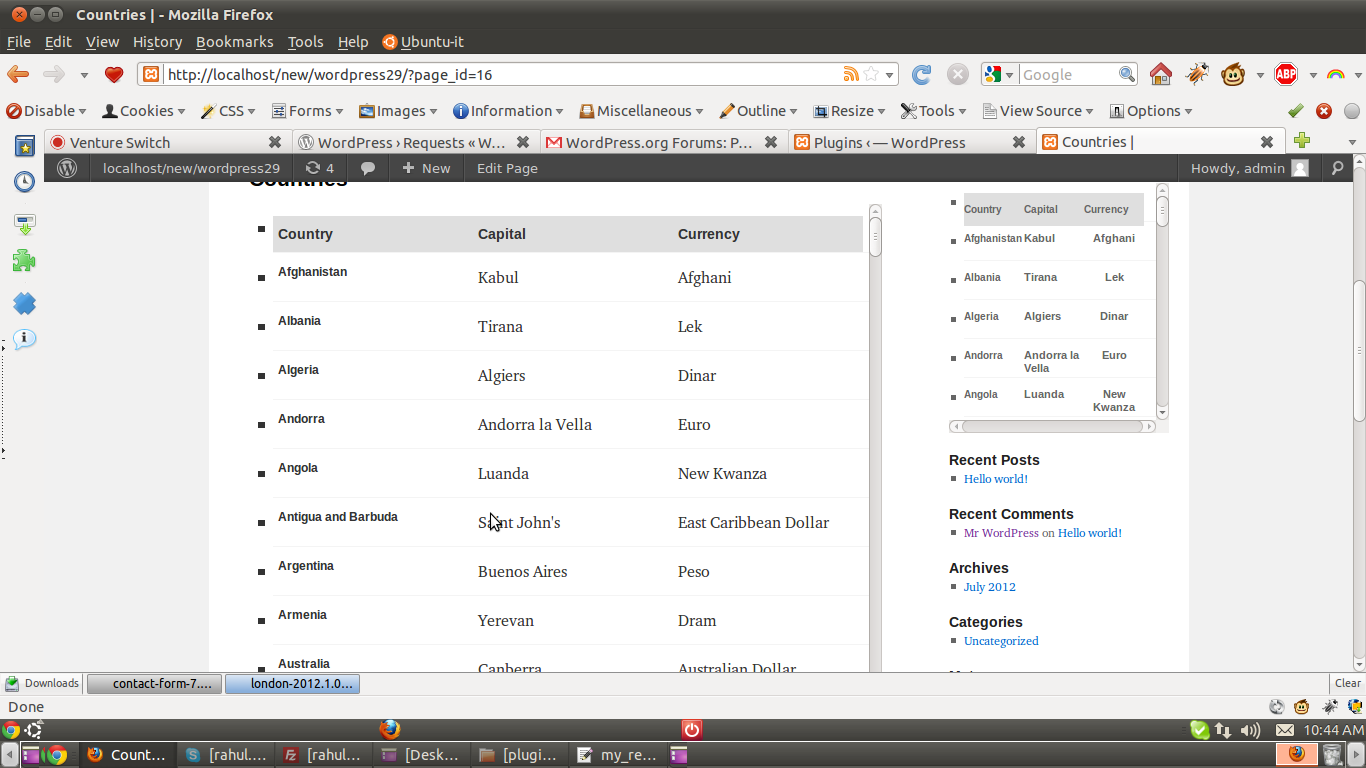 Countries | - Mozilla Firefox
File Edit View History Bookmarks Tools Help Ubuntu-it
http://localhost/new/wordpress29/?page_id=16 Google ABP
Disable Cookies CSS Forms Images Information Miscellaneous Outline Resize Tools View Source Options
Venture Switch WordPress › Requests « W... WordPress.org Forums: P... Plugins ‹ — WordPress Countries |
localhost/new/wordpress29 4 + New Edit Page Howdy, admin
Countries
Country Capital Currency
Afghanistan Kabul Afghani
Albania Tirana Lek
Algeria Algiers Dinar
Andorra Andorra la Vella Euro
Angola Luanda New Kwanza
Antigua and Barbuda Saint John's East Caribbean Dollar
Argentina Buenos Aires Peso
Armenia Yerevan Dram
Australia Canberra Australian Dollar
Country Capital Currency
Afghanistan Kabul Afghani
Albania Tirana Lek
Algeria Algiers Dinar
Andorra Andorra la Euro
Vella
Angola Luanda New
Kwanza
Recent Posts
Hello world!
Recent Comments
Mr WordPress on Hello world!
Archives
July 2012
Categories
Uncategorized
Downloads contact-form-7.... london-2012.1.0... Clear
Done
10:44 AM
Count... [rahul.... [rahul... [Desk... [plugi... my_re...